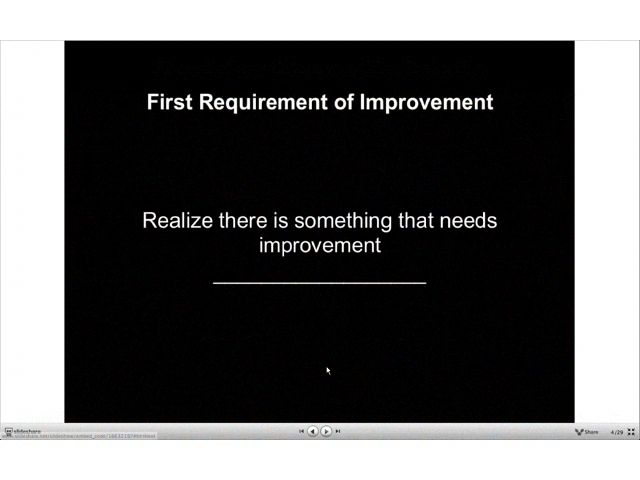 First Requirement of Improvement
Realize there is something that needs
improvement
slideshare
Share
4/29